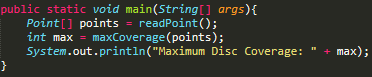 public static void main(String[] args){
    Point[] points = readPoint();
    int max = maxCoverage(points);
    System.out.println("Maximum Disc Coverage: " + max);
}